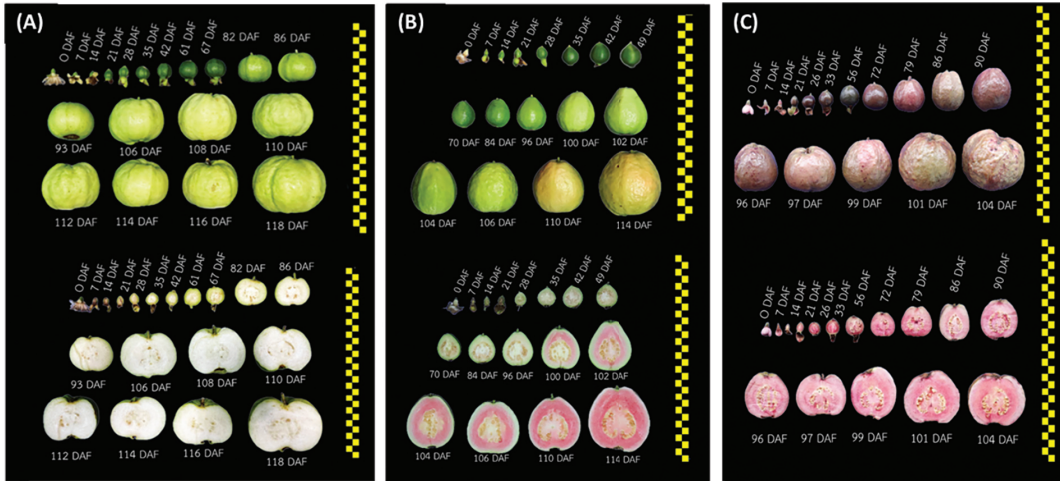 (A)
0 DAF
7 DAF
14 DAF
21 DAF
28 DAF
35 DAF
42 DAF
61 DAF
67 DAF
82 DAF
86 DAF
93 DAF
106 DAF
108 DAF
110 DAF
112 DAF
114 DAF
116 DAF
118 DAF
0 DAF
7 DAF
14 DAF
21 DAF
28 DAF
35 DAF
42 DAF
61 DAF
67 DAF
82 DAF
86 DAF
93 DAF
106 DAF
108 DAF
110 DAF
112 DAF
114 DAF
116 DAF
118 DAF
(B)
0 DAF
7 DAF
14 DAF
21 DAF
28 DAF
35 DAF
42 DAF
49 DAF
70 DAF
84 DAF
96 DAF
100 DAF
102 DAF
104 DAF
106 DAF
110 DAF
114 DAF
0 DAF
7 DAF
14 DAF
21 DAF
28 DAF
35 DAF
42 DAF
49 DAF
70 DAF
84 DAF
96 DAF
100 DAF
102 DAF
104 DAF
106 DAF
110 DAF
114 DAF
(C)
0 DAF
7 DAF
14 DAF
21 DAF
26 DAF
33 DAF
56 DAF
72 DAF
79 DAF
86 DAF
90 DAF
96 DAF
97 DAF
99 DAF
101 DAF
104 DAF
0 DAF
7 DAF
14 DAF
21 DAF
26 DAF
33 DAF
56 DAF
72 DAF
79 DAF
86 DAF
90 DAF
96 DAF
97 DAF
99 DAF
101 DAF
104 DAF